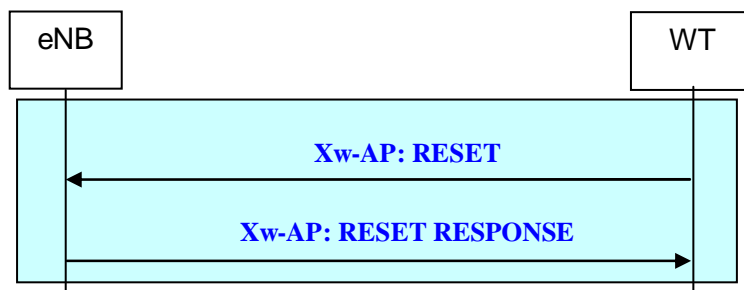 eNB
WT
Xw-AP: RESET
Xw-AP: RESET RESPONSE